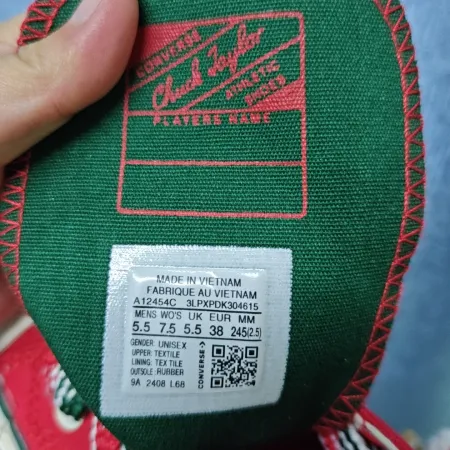 CONVERSE
Chuck Taylor
ATHLETIC
SHOES
PLAYERS NAME
MADE IN VIETNAM
FABRIQUE AU VIETNAM
A12454C 3LPXPDK304615
MENS WO'S UK EUR MM
5.5 7.5 5.5 38 245(2.5)
GENDER: UNISEX
UPPER: TEXTILE
LINING: TEXTILE
OUTSOLE: RUBBER
9A 2408 L68
CONVERSE